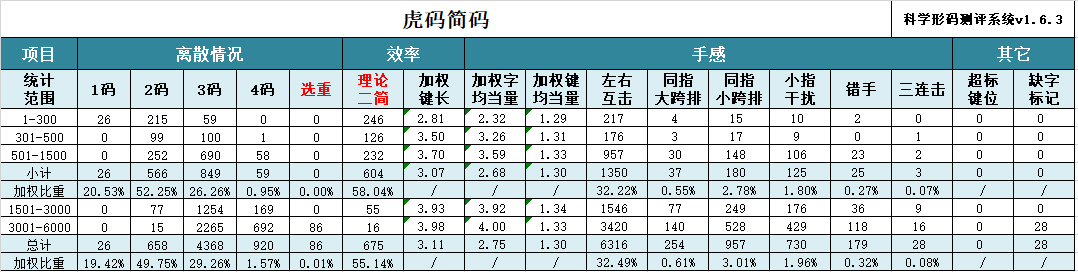 虎码简码 科学形码测评系统v1.6.3
项目 离散情况 效率 手感 其它
统计范围 1码 2码 3码 4码 选重 理论二简 加权键长 加权字均当量 加权键均当量 左右互击 同指大跨排 同指小跨排 小指干扰 错手 三连击 超标键位 缺字标记
1-300 26 215 59 0 0 246 2.81 2.32 1.29 217 4 15 10 2 0 0 0
301-500 0 99 100 1 0 126 3.50 3.26 1.31 176 3 17 9 0 1 0 0
501-1500 0 252 690 58 0 232 3.70 3.59 1.33 957 30 148 106 23 2 0 0
小计 26 566 849 59 0 604 3.07 2.68 1.30 1350 37 180 125 25 3 0 0
加权比重 20.53% 52.25% 26.26% 0.95% 0.00% 58.04% / / / 32.22% 0.55% 2.78% 1.80% 0.27% 0.07% / /
1501-3000 0 77 1254 169 0 55 3.93 3.92 1.34 1546 77 249 176 36 9 0 0
3001-6000 0 15 2265 692 86 16 3.98 4.00 1.33 3420 140 528 429 118 16 0 28
总计 26 658 4368 920 86 675 3.11 2.75 1.30 6316 254 957 730 179 28 0 28
加权比重 19.42% 49.75% 29.26% 1.57% 0.01% 55.14% / / / 32.49% 0.61% 3.01% 1.96% 0.32% 0.08% / /